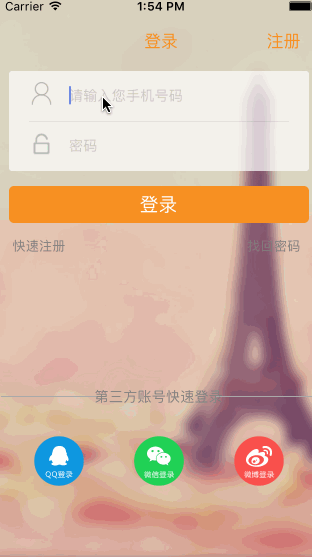 Carrier 1:54 PM
登录 注册
请输入您手机号码
密码
登录
快速注册 找回密码
第三方账号快速登录
QQ登录 微信登录 微博登录